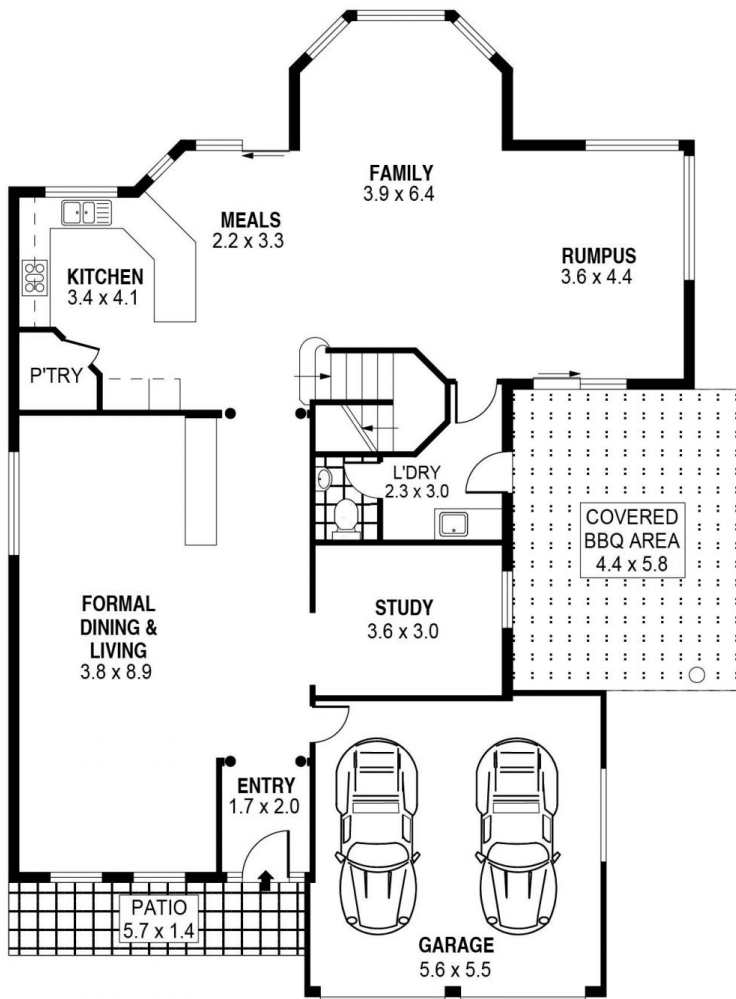 FAMILY
3.9 x 6.4
MEALS
2.2 x 3.3
RUMPUS
3.6 x 4.4
KITCHEN
3.4 x 4.1
P'TRY
L'DRY
2.3 x 3.0
COVERED
BBQ AREA
4.4 x 5.8
FORMAL
DINING &
LIVING
3.8 x 8.9
STUDY
3.6 x 3.0
ENTRY
1.7 x 2.0
PATIO
5.7 x 1.4
GARAGE
5.6 x 5.5